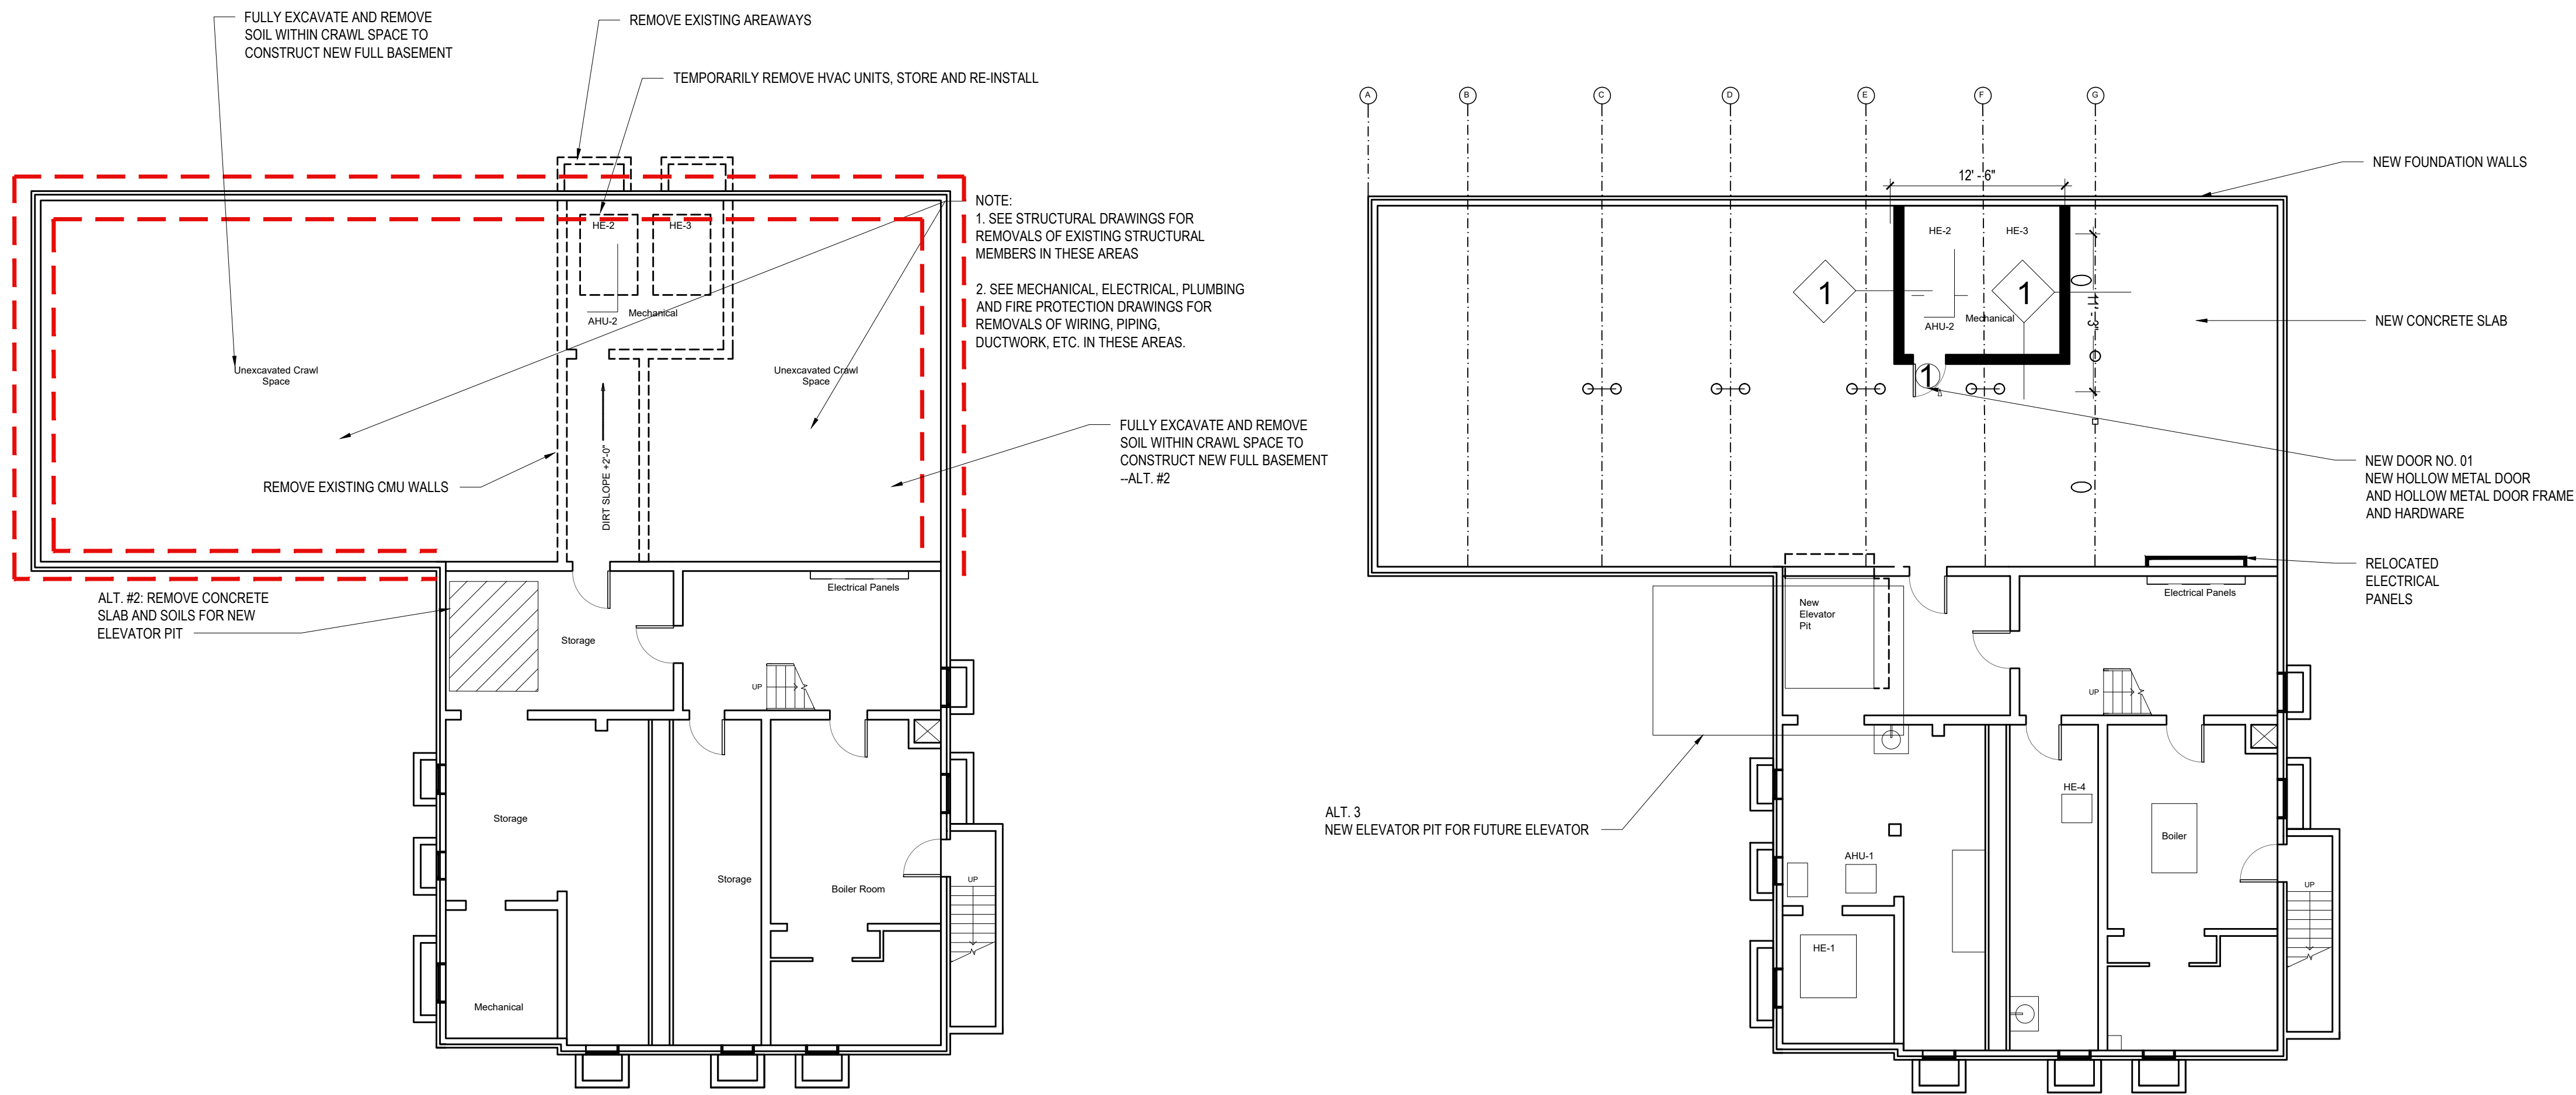 FULLY EXCAVATE AND REMOVE
SOIL WITHIN CRAWL SPACE TO
CONSTRUCT NEW FULL BASEMENT
REMOVE EXISTING AREAWAYS
TEMPORARILY REMOVE HVAC UNITS, STORE AND RE-INSTALL
NOTE:
1. SEE STRUCTURAL DRAWINGS FOR
REMOVALS OF EXISTING STRUCTURAL
MEMBERS IN THESE AREAS
2. SEE MECHANICAL, ELECTRICAL, PLUMBING
AND FIRE PROTECTION DRAWINGS FOR
REMOVALS OF WIRING, PIPING,
DUCTWORK, ETC. IN THESE AREAS.
HE-2
HE-3
AHU-2
Mechanical
Unexcavated Crawl
Space
Unexcavated Crawl
Space
FULLY EXCAVATE AND REMOVE
SOIL WITHIN CRAWL SPACE TO
CONSTRUCT NEW FULL BASEMENT
--ALT. #2
REMOVE EXISTING CMU WALLS
DIRT SLOPE +2'-0"
ALT. #2: REMOVE CONCRETE
SLAB AND SOILS FOR NEW
ELEVATOR PIT
Electrical Panels
Storage
UP
Storage
Storage
Boiler Room
UP
Mechanical
A
B
C
D
E
F
G
12' - 6"
NEW FOUNDATION WALLS
HE-2
HE-3
1
1
11' - 3"
AHU-2
Mechanical
NEW CONCRETE SLAB
1
NEW DOOR NO. 01
NEW HOLLOW METAL DOOR
AND HOLLOW METAL DOOR FRAME
AND HARDWARE
RELOCATED
ELECTRICAL
PANELS
Electrical Panels
New
Elevator
Pit
UP
ALT. 3
NEW ELEVATOR PIT FOR FUTURE ELEVATOR
HE-4
Boiler
AHU-1
UP
HE-1